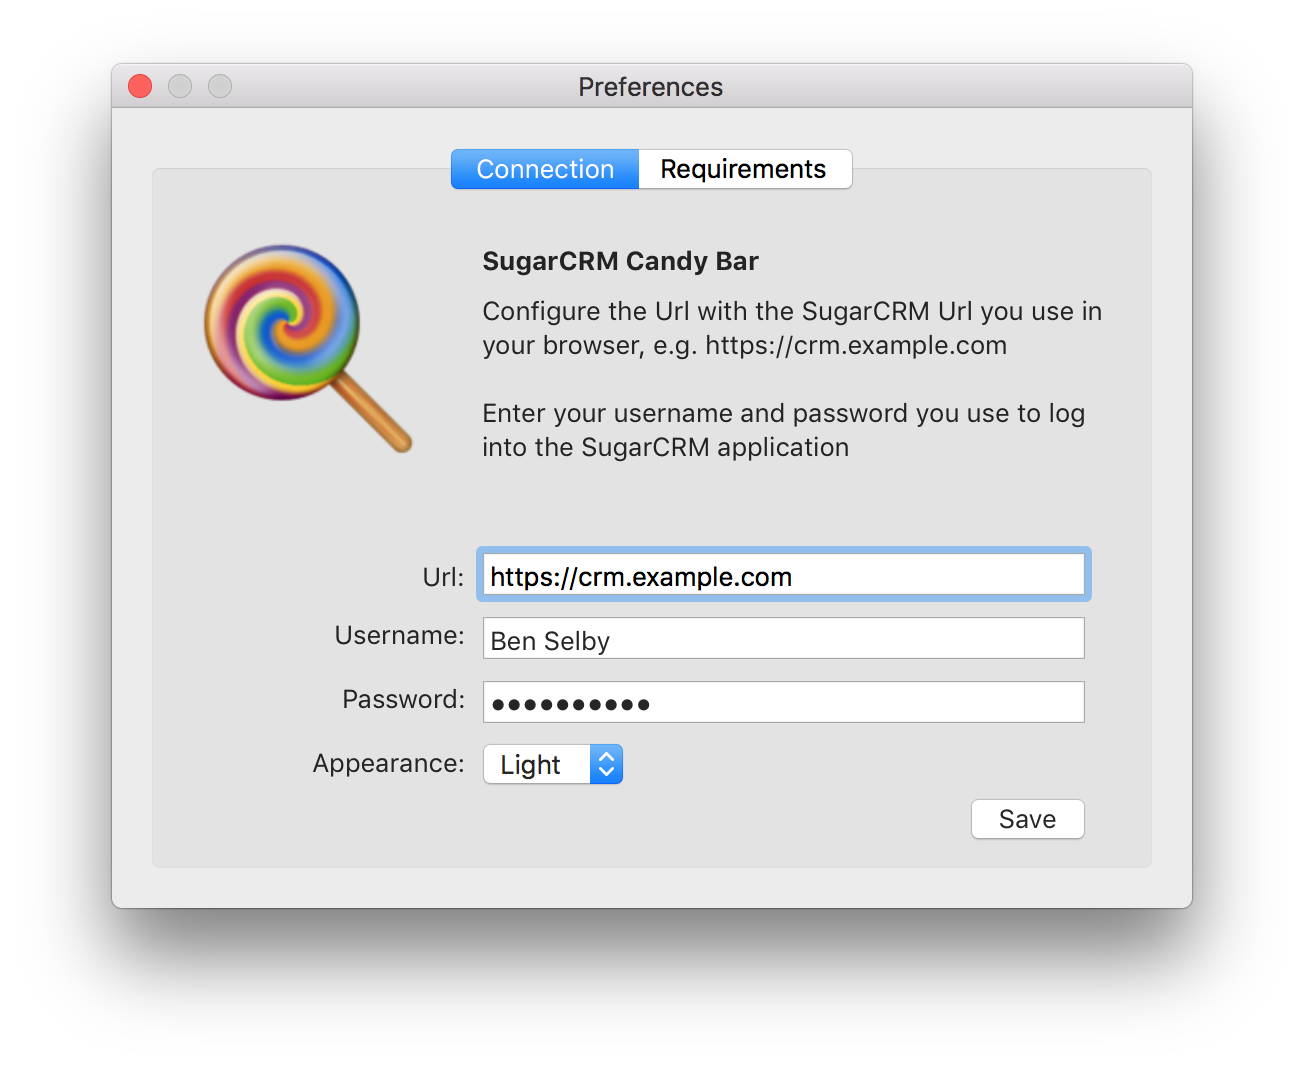 Preferences
Connection
Requirements
SugarCRM Candy Bar
Configure the Url with the SugarCRM Url you use in
your browser, e.g. https://crm.example.com
Enter your username and password you use to log
into the SugarCRM application
Url: https://crm.example.com
Username: Ben Selby
Password: ••••••••••
Appearance: Light
Save